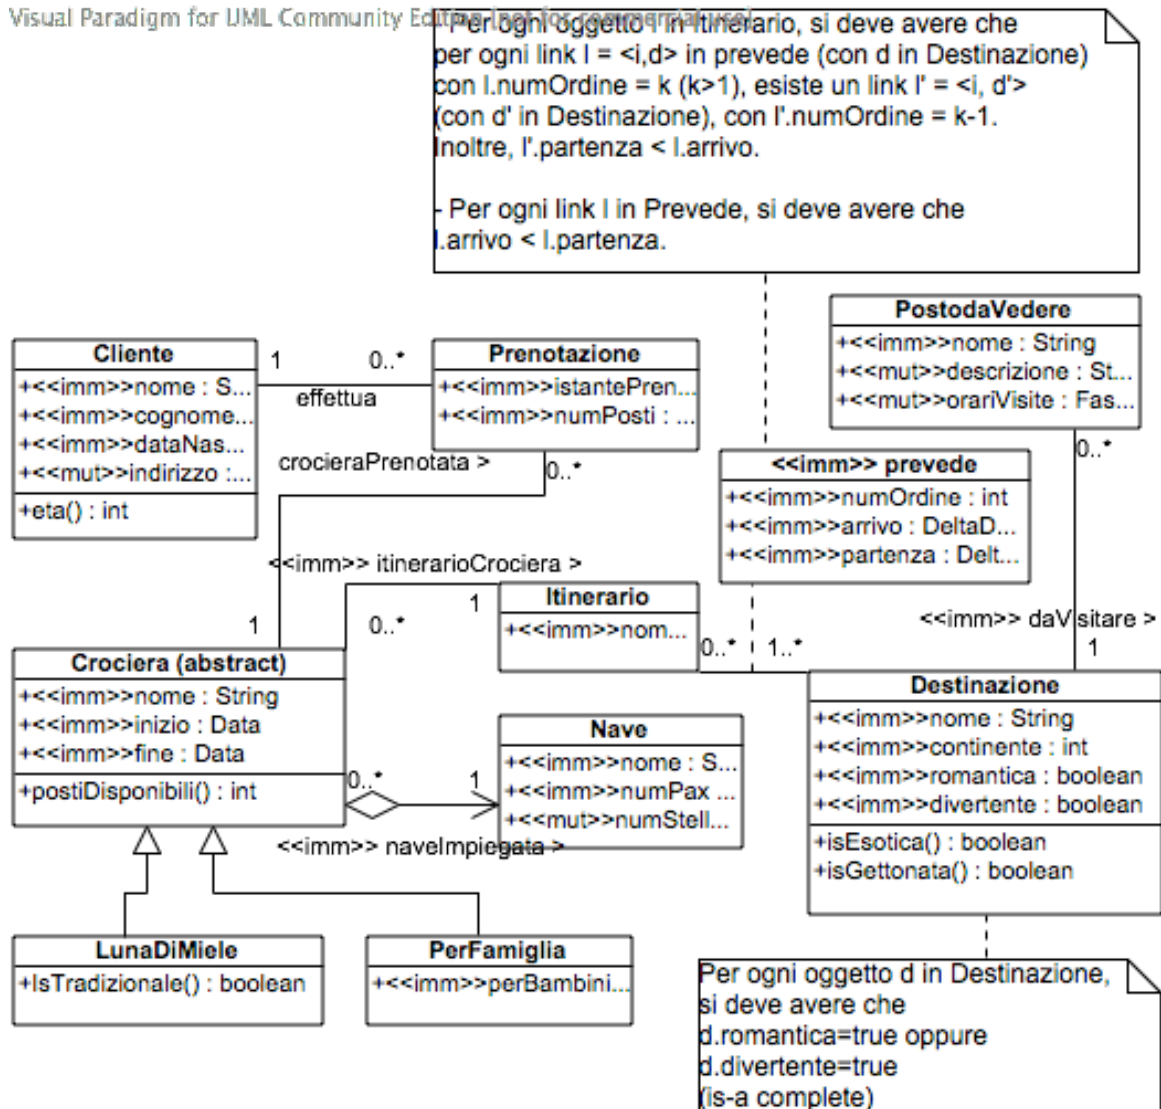 Visual Paradigm for UML Community Edition [not for commercial use]
- Per ogni oggetto i in Itinerario, si deve avere che
per ogni link l = <i,d> in prevede (con d in Destinazione)
con l.numOrdine = k (k>1), esiste un link l' = <i, d'>
(con d' in Destinazione), con l'.numOrdine = k-1.
Inoltre, l'.partenza < l.arrivo.
- Per ogni link l in Prevede, si deve avere che
l.arrivo < l.partenza.
PostodaVedere
+<<imm>>nome : String
+<<mut>>descrizione : St...
+<<mut>>orariVisite : Fas...
Cliente
+<<imm>>nome : S...
+<<imm>>cognome...
+<<imm>>dataNas...
+<<mut>>indirizzo :...
+eta() : int
1
0..*
effettua
Prenotazione
+<<imm>>istantePren...
+<<imm>>numPosti : ...
crocieraPrenotata >
0..*
0..*
<<imm>> prevede
+<<imm>>numOrdine : int
+<<imm>>arrivo : DeltaD...
+<<imm>>partenza : Delt...
<<imm>> itinerarioCrociera >
1
0..*
1
Itinerario
+<<imm>>nom...
0..*
1..*
<<imm>> daVisitare >
1
Crociera (abstract)
+<<imm>>nome : String
+<<imm>>inizio : Data
+<<imm>>fine : Data
+postiDisponibili() : int
0..*
1
<<imm>> naveImpiegata >
Nave
+<<imm>>nome : S...
+<<imm>>numPax ...
+<<mut>>numStell...
Destinazione
+<<imm>>nome : String
+<<imm>>continente : int
+<<imm>>romantica : boolean
+<<imm>>divertente : boolean
+isEsotica() : boolean
+isGettonata() : boolean
LunaDiMiele
+IsTradizionale() : boolean
PerFamiglia
+<<imm>>perBambini...
Per ogni oggetto d in Destinazione,
si deve avere che
d.romantica=true oppure
d.divertente=true
(is-a complete)